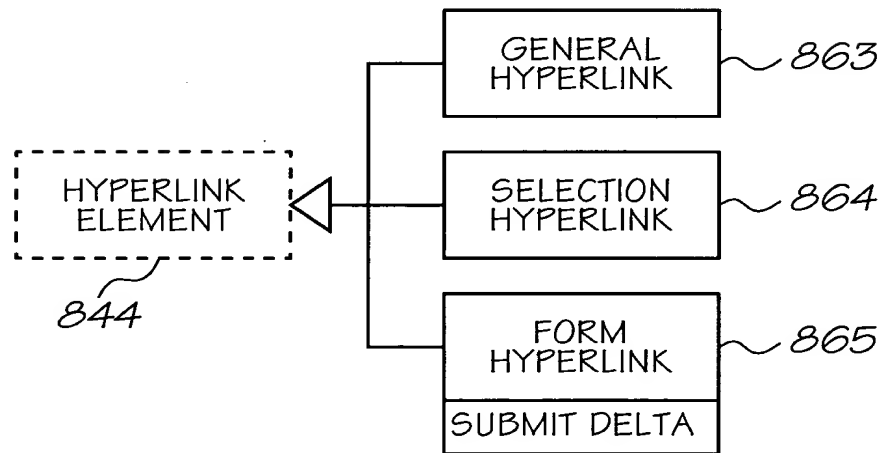 GENERAL
HYPERLINK
863
HYPERLINK
ELEMENT
844
SELECTION
HYPERLINK
864
FORM
HYPERLINK
865
SUBMIT DELTA